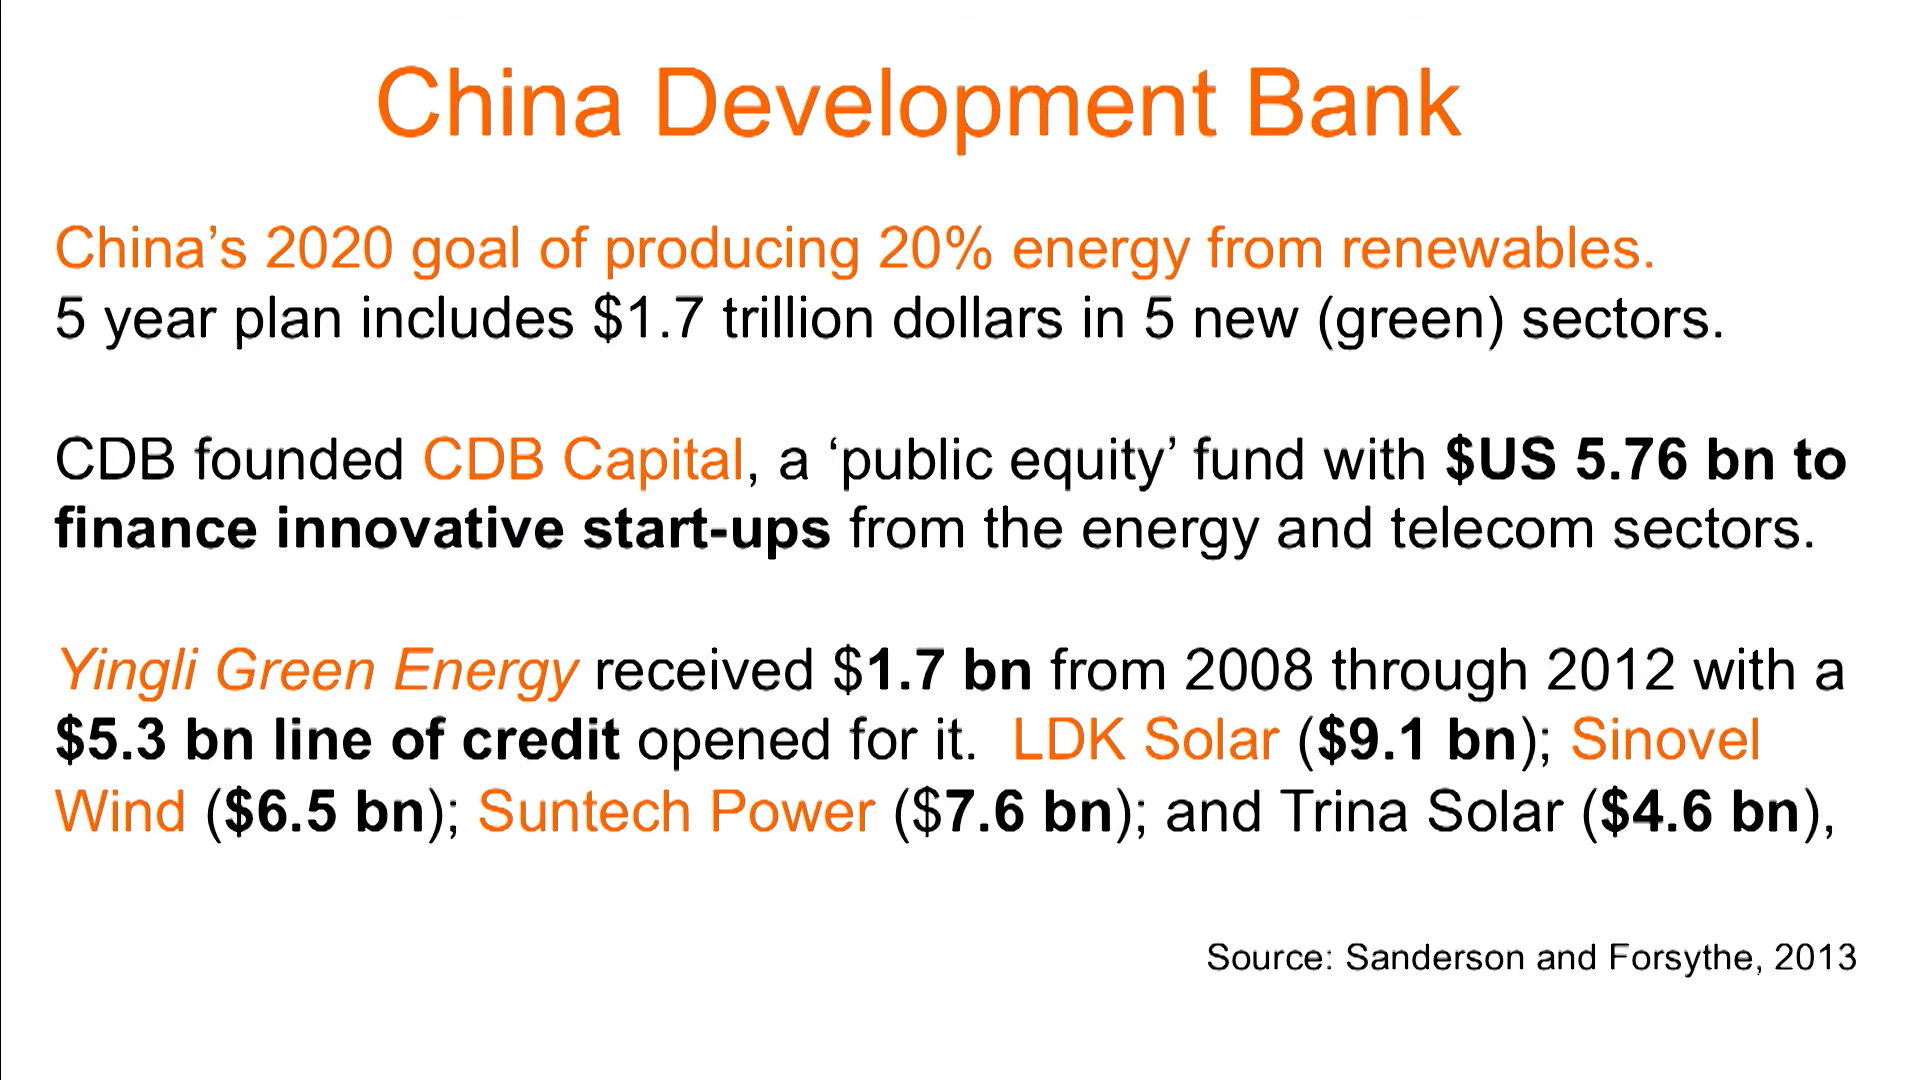 China Development Bank
China’s 2020 goal of producing 20% energy from renewables.
5 year plan includes $1.7 trillion dollars in 5 new (green) sectors.
CDB founded CDB Capital, a ‘public equity’ fund with $US 5.76 bn to
finance innovative start-ups from the energy and telecom sectors.
Yingli Green Energy received $1.7 bn from 2008 through 2012 with a
$5.3 bn line of credit opened for it.  LDK Solar ($9.1 bn); Sinovel
Wind ($6.5 bn); Suntech Power ($7.6 bn); and Trina Solar ($4.6 bn),
Source: Sanderson and Forsythe, 2013